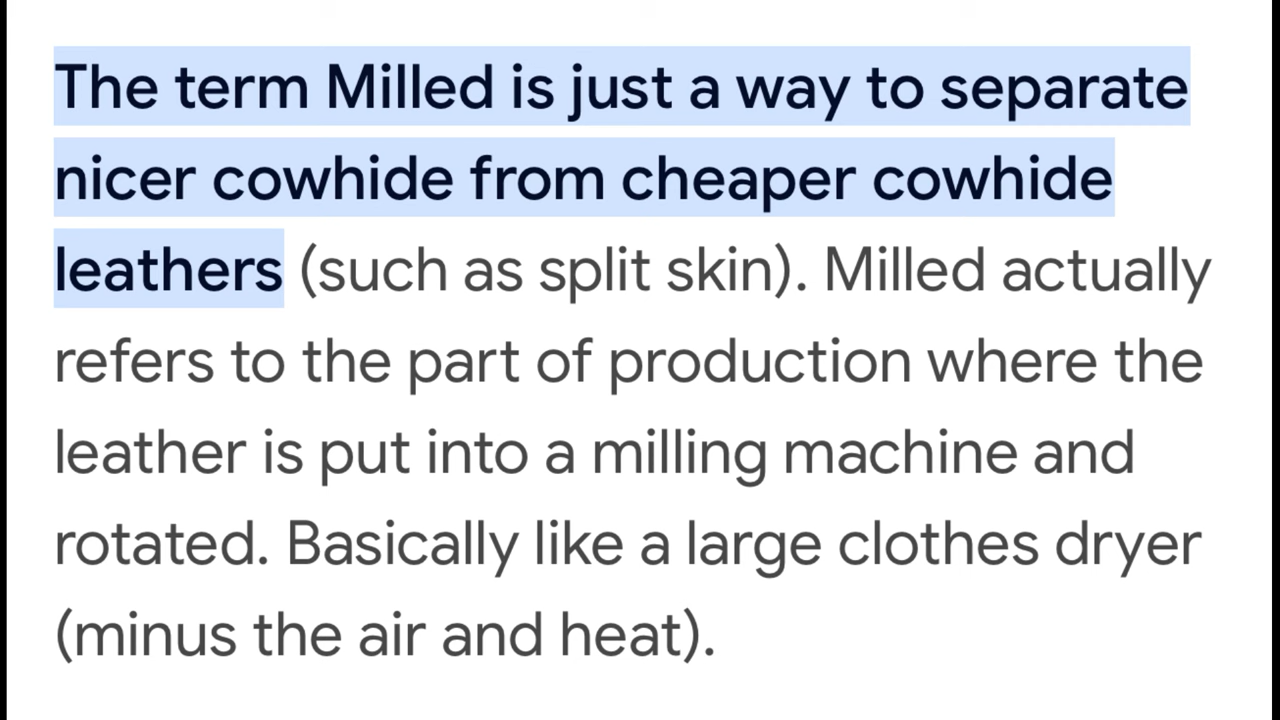 The term Milled is just a way to separate
nicer cowhide from cheaper cowhide
leathers (such as split skin). Milled actually
refers to the part of production where the
leather is put into a milling machine and
rotated. Basically like a large clothes dryer
(minus the air and heat).